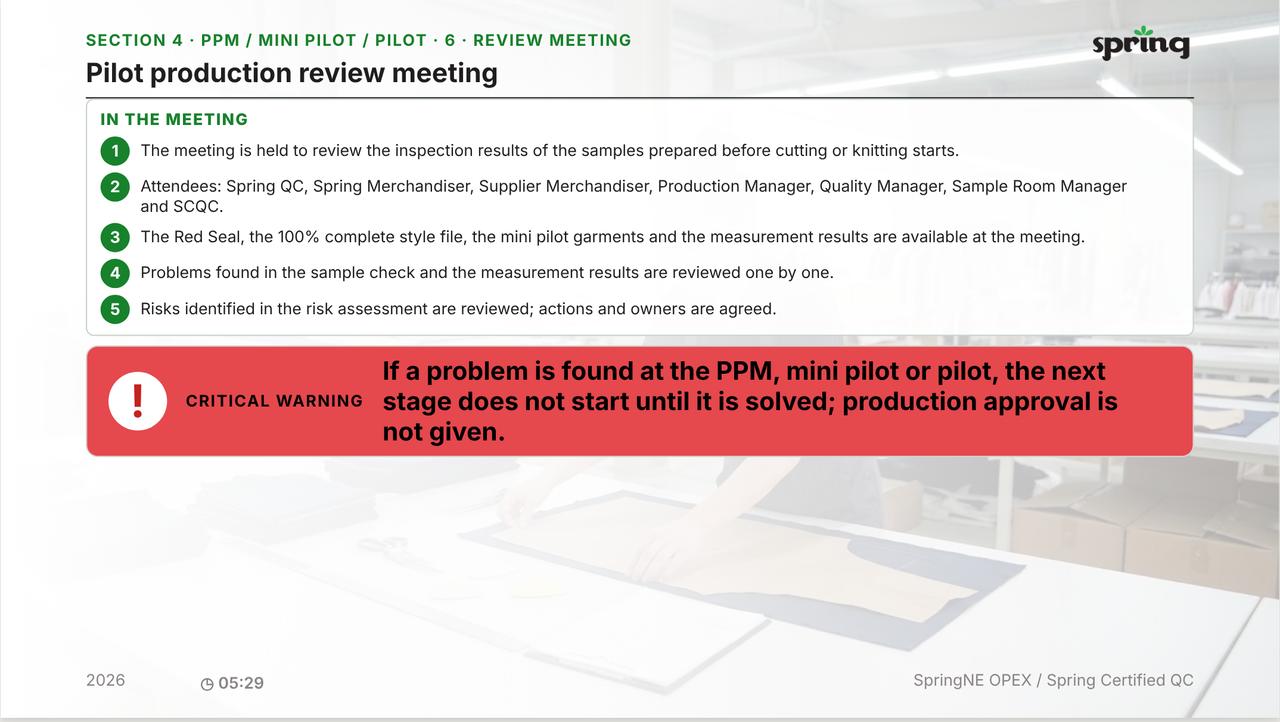 SECTION 4 · PPM / MINI PILOT / PILOT · 6 · REVIEW MEETING
spring
Pilot production review meeting
IN THE MEETING
1 The meeting is held to review the inspection results of the samples prepared before cutting or knitting starts.
2 Attendees: Spring QC, Spring Merchandiser, Supplier Merchandiser, Production Manager, Quality Manager, Sample Room Manager
and SCQC.
3 The Red Seal, the 100% complete style file, the mini pilot garments and the measurement results are available at the meeting.
4 Problems found in the sample check and the measurement results are reviewed one by one.
5 Risks identified in the risk assessment are reviewed; actions and owners are agreed.
! CRITICAL WARNING
If a problem is found at the PPM, mini pilot or pilot, the next
stage does not start until it is solved; production approval is
not given.
2026
05:29
SpringNE OPEX / Spring Certified QC